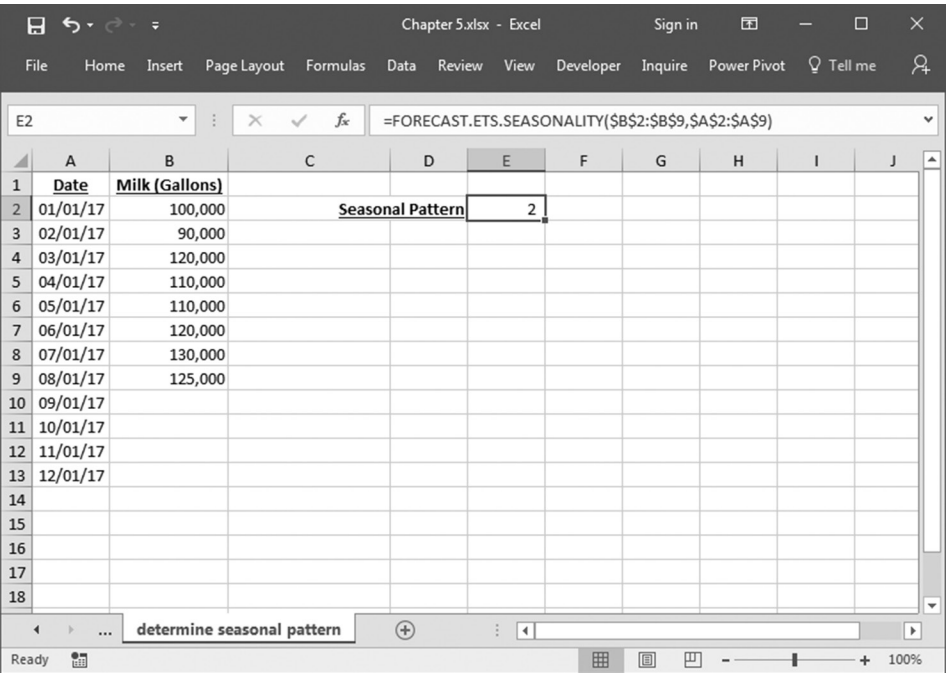 Chapter 5.xlsx - Excel
Sign in
File Home Insert Page Layout Formulas Data Review View Developer Inquire Power Pivot Tell me
E2 fx =FORECAST.ETS.SEASONALITY($B$2:$B$9,$A$2:$A$9)
A B C D E F G H I J
1 Date Milk (Gallons)
2 01/01/17 100,000 Seasonal Pattern 2
3 02/01/17 90,000
4 03/01/17 120,000
5 04/01/17 110,000
6 05/01/17 110,000
7 06/01/17 120,000
8 07/01/17 130,000
9 08/01/17 125,000
10 09/01/17
11 10/01/17
12 11/01/17
13 12/01/17
14
15
16
17
18
... determine seasonal pattern
Ready 100%